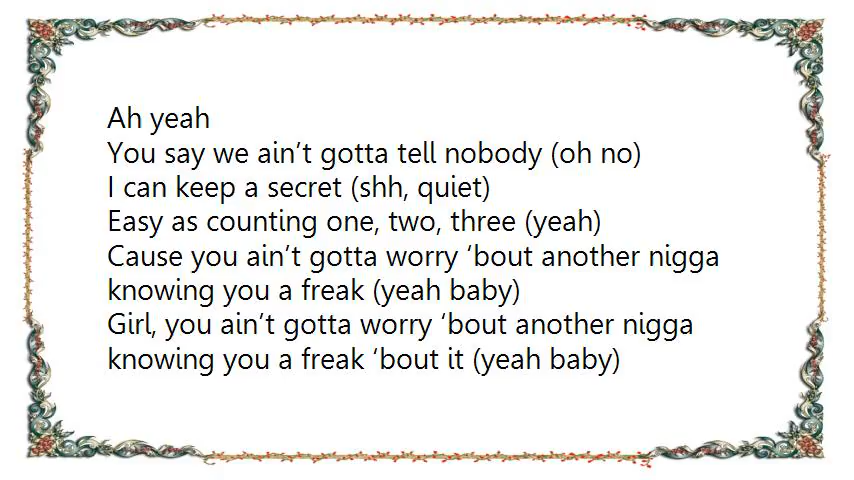 Ah yeah
You say we ain’t gotta tell nobody (oh no)
I can keep a secret (shh, quiet)
Easy as counting one, two, three (yeah)
Cause you ain’t gotta worry ‘bout another nigga
knowing you a freak (yeah baby)
Girl, you ain’t gotta worry ‘bout another nigga
knowing you a freak ‘bout it (yeah baby)